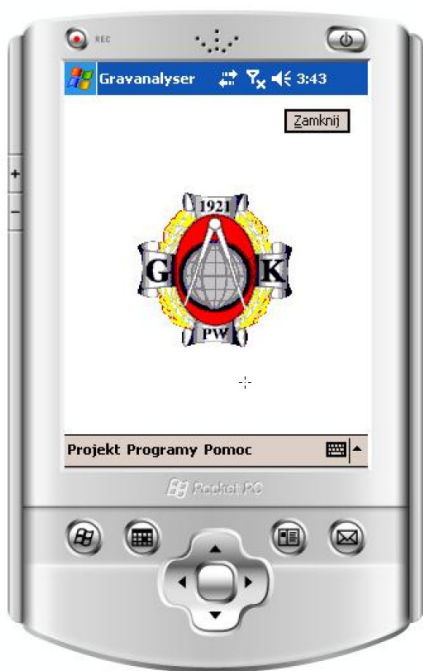 REC
Gravanalyser 3:43
Zamknij
1921
G K
PW
Projekt Programy Pomoc
Pocket PC